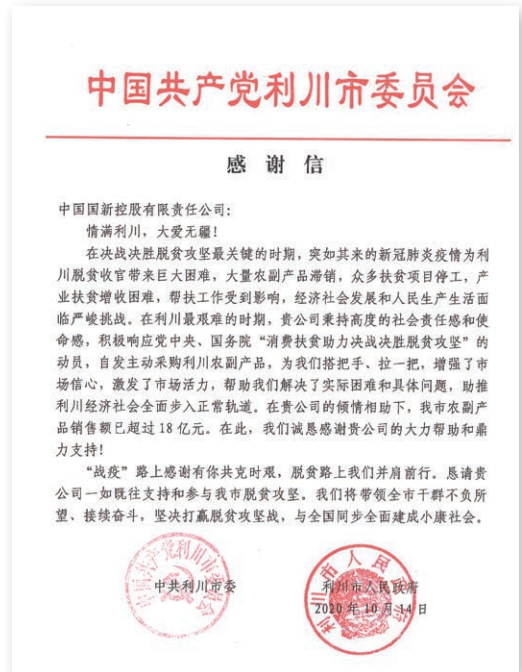 中国共产党利川市委员会
感谢信
中国国新控股有限责任公司：
情满利川，大爱无疆！
在决战决胜脱贫攻坚最关键的时期，突如其来的新冠肺炎疫情为利
川脱贫收官带来巨大困难，大量农副产品滞销，众多扶贫项目停工，产
业扶贫增收困难，帮扶工作受到影响，经济社会发展和人民生产生活面
临严峻挑战。在利川最艰难的时期，贵公司秉持高度的社会责任感和使
命感，积极响应党中央、国务院“消费扶贫助力决战决胜脱贫攻坚”的
动员，自发主动采购利川农副产品，为我们搭把手、拉一把，增强了市
场信心，激发了市场活力，帮助我们解决了实际困难和具体问题，助推
利川经济社会全面步入正常轨道。在贵公司的倾情相助下，我市农副产
品销售额已超过18亿元。在此，我们诚恳感谢贵公司的大力帮助和鼎
力支持！
“战疫”路上感谢有你共克时艰，脱贫路上我们并肩前行。恳请贵
公司一如既往支持和参与我市脱贫攻坚。我们将带领全市干群不负所
望、接续奋斗，坚决打赢脱贫攻坚战，与全国同步全面建成小康社会。
中国共产党利川市委员会
中共利川市委
利川市人民政府
利川市人民政府
2020年10月14日